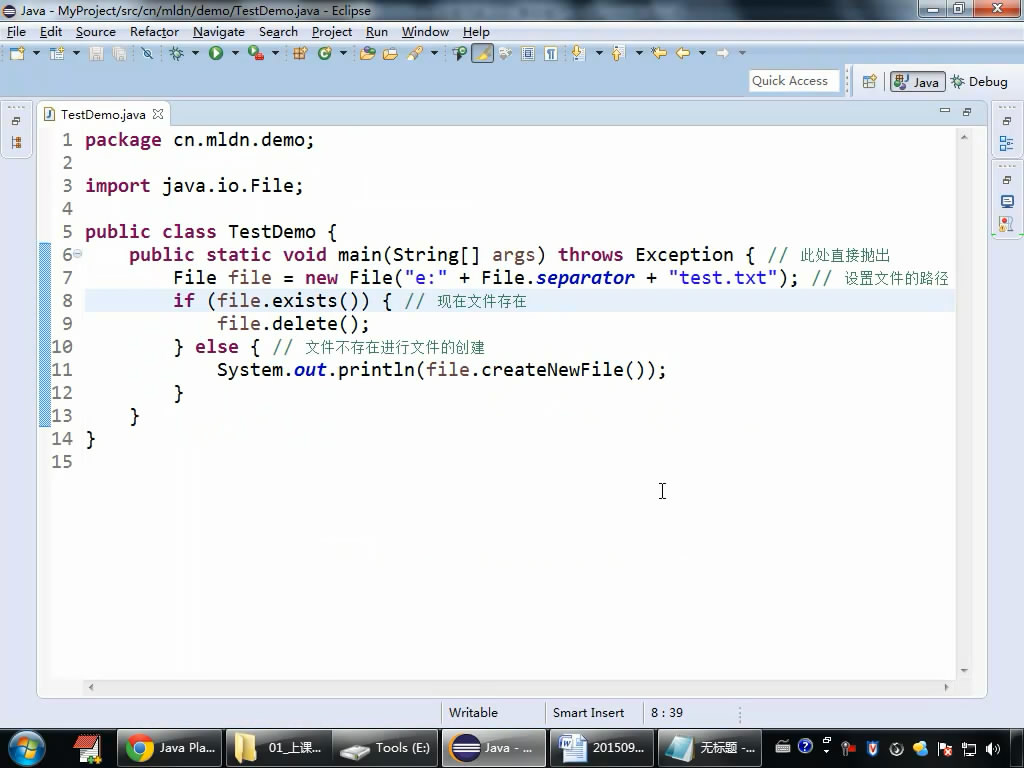 Java - MyProject/src/cn/mldn/demo/TestDemo.java - Eclipse
File Edit Source Refactor Navigate Search Project Run Window Help
Quick Access
Java
Debug
TestDemo.java
1 package cn.mldn.demo;
2
3 import java.io.File;
4
5 public class TestDemo {
6 public static void main(String[] args) throws Exception { // 此处直接抛出
7 File file = new File("e:" + File.separator + "test.txt"); // 设置文件的路径
8 if (file.exists()) { // 现在文件存在
9 file.delete();
10 } else { // 文件不存在进行文件的创建
11 System.out.println(file.createNewFile());
12 }
13 }
14 }
15
Writable Smart Insert 8 : 39
Java Pla... 01_上课... Tools (E:) Java - ... 201509... 无标题 -...